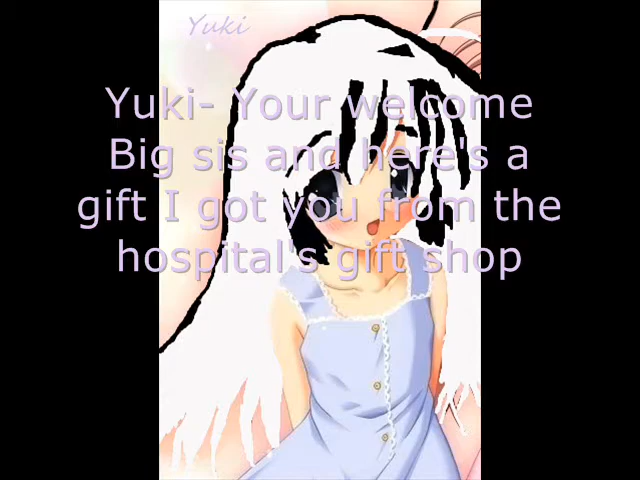 Yuki
Yuki- Your welcome
Big sis and here's a
gift I got you from the
hospital's gift shop